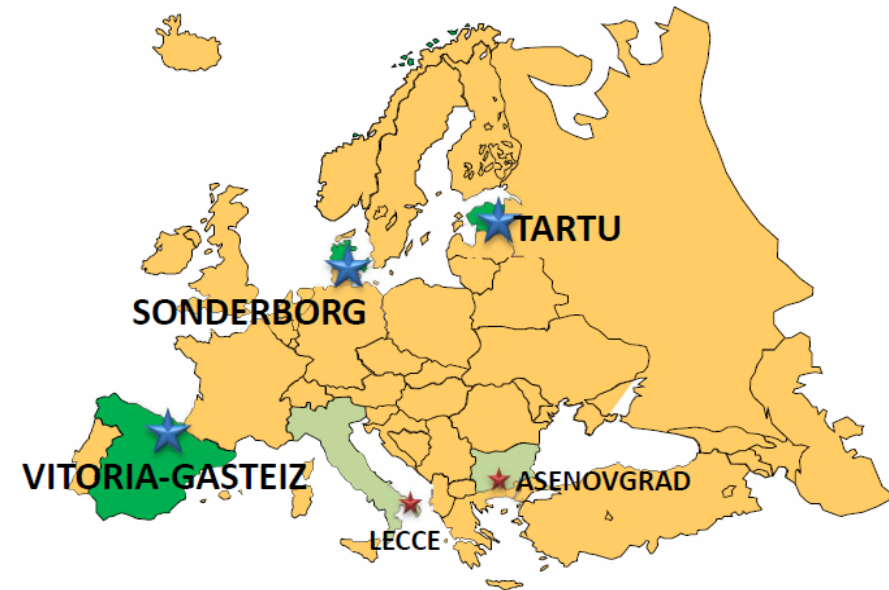 TARTU
SONDERBORG
VITORIA-GASTEIZ
ASENOVGRAD
LECCE